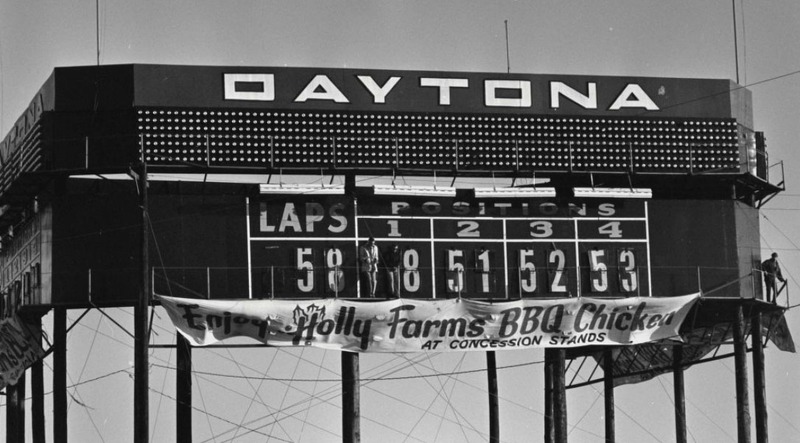 DAYTONA
LAPS POSITIONS
1 2 3 4
58 8 51 52 53
Enjoy... Holly Farms BBQ Chicken
AT CONCESSION STANDS